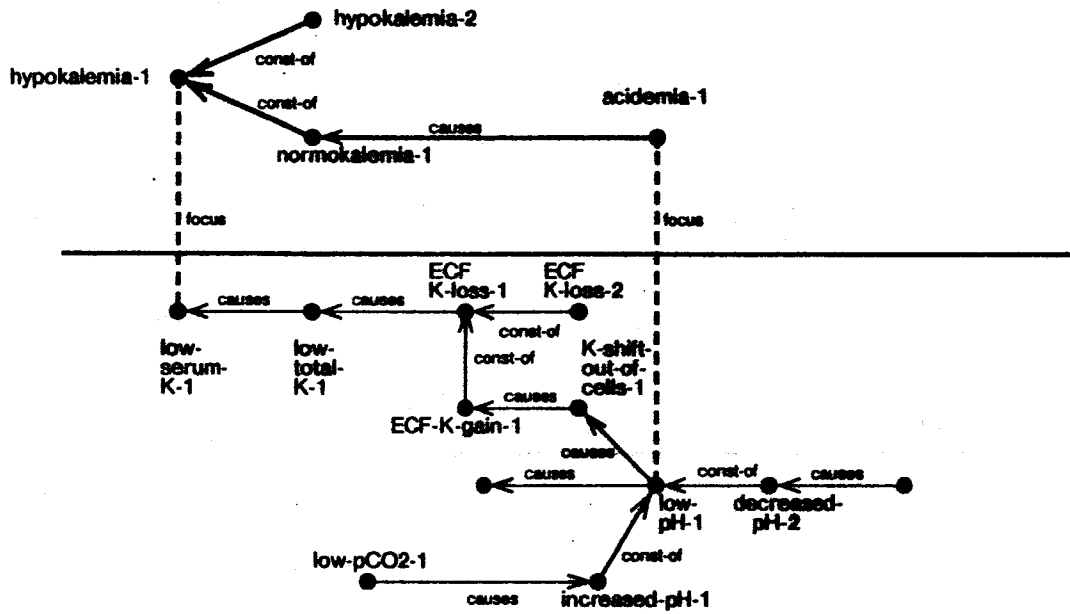 hypokalemia-2
const-of
hypokalemia-1
const-of
acidemia-1
causes
normokalemia-1
focus
focus
ECF
K-loss-1
ECF
K-loss-2
causes
causes
const-of
low-
serum-
K-1
low-
total-
K-1
const-of
K-shift-
out-of-
cells-1
causes
ECF-K-gain-1
causes
causes
const-of
causes
low-
pH-1
decreased-
pH-2
low-pCO2-1
const-of
causes
increased-pH-1